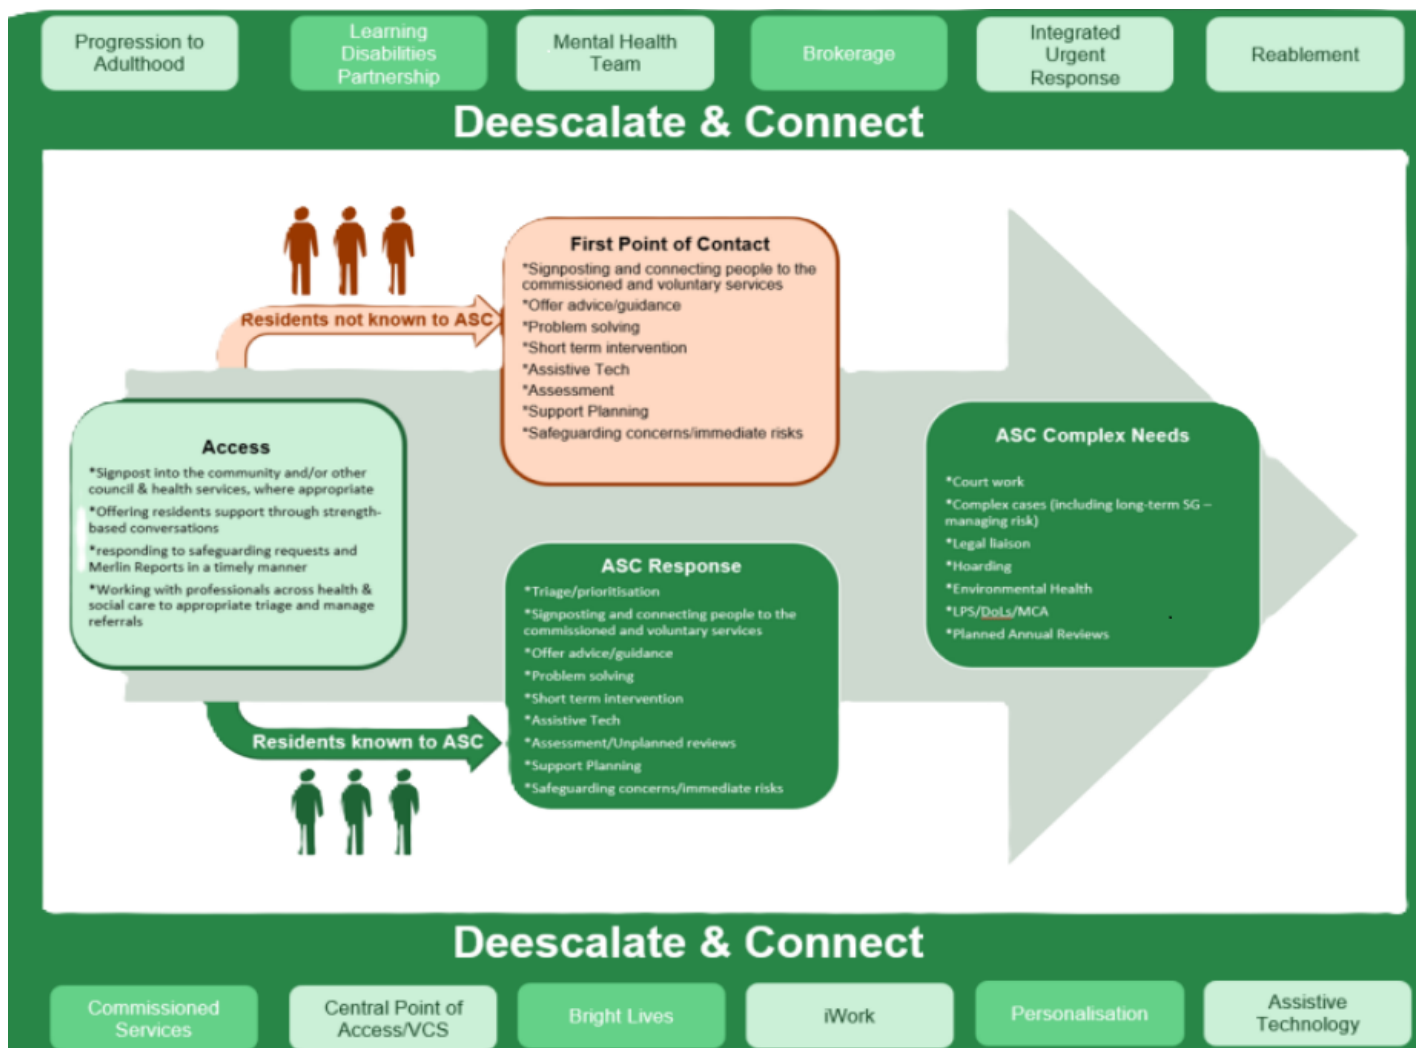 Progression to
Adulthood
Learning
Disabilities
Partnership
Mental Health
Team
Brokerage
Integrated
Urgent
Response
Reablement
Deescalate & Connect
Residents not known to ASC
First Point of Contact
*Signposting and connecting people to the
commissioned and voluntary services
*Offer advice/guidance
*Problem solving
*Short term intervention
*Assistive Tech
*Assessment
*Support Planning
*Safeguarding concerns/immediate risks
Access
*Signpost into the community and/or other
council & health services, where appropriate
*Offering residents support through strength-
based conversations
*responding to safeguarding requests and
Merlin Reports in a timely manner
*Working with professionals across health &
social care to appropriate triage and manage
referrals
Residents known to ASC
ASC Response
*Triage/prioritisation
*Signposting and connecting people to the
commissioned and voluntary services
*Offer advice/guidance
*Problem solving
*Short term intervention
*Assistive Tech
*Assessment/Unplanned reviews
*Support Planning
*Safeguarding concerns/immediate risks
ASC Complex Needs
*Court work
*Complex cases (including long-term SG –
managing risk)
*Legal liaison
*Hoarding
*Environmental Health
*LPS/DoLs/MCA
*Planned Annual Reviews
Deescalate & Connect
Commissioned
Services
Central Point of
Access/VCS
Bright Lives
iWork
Personalisation
Assistive
Technology